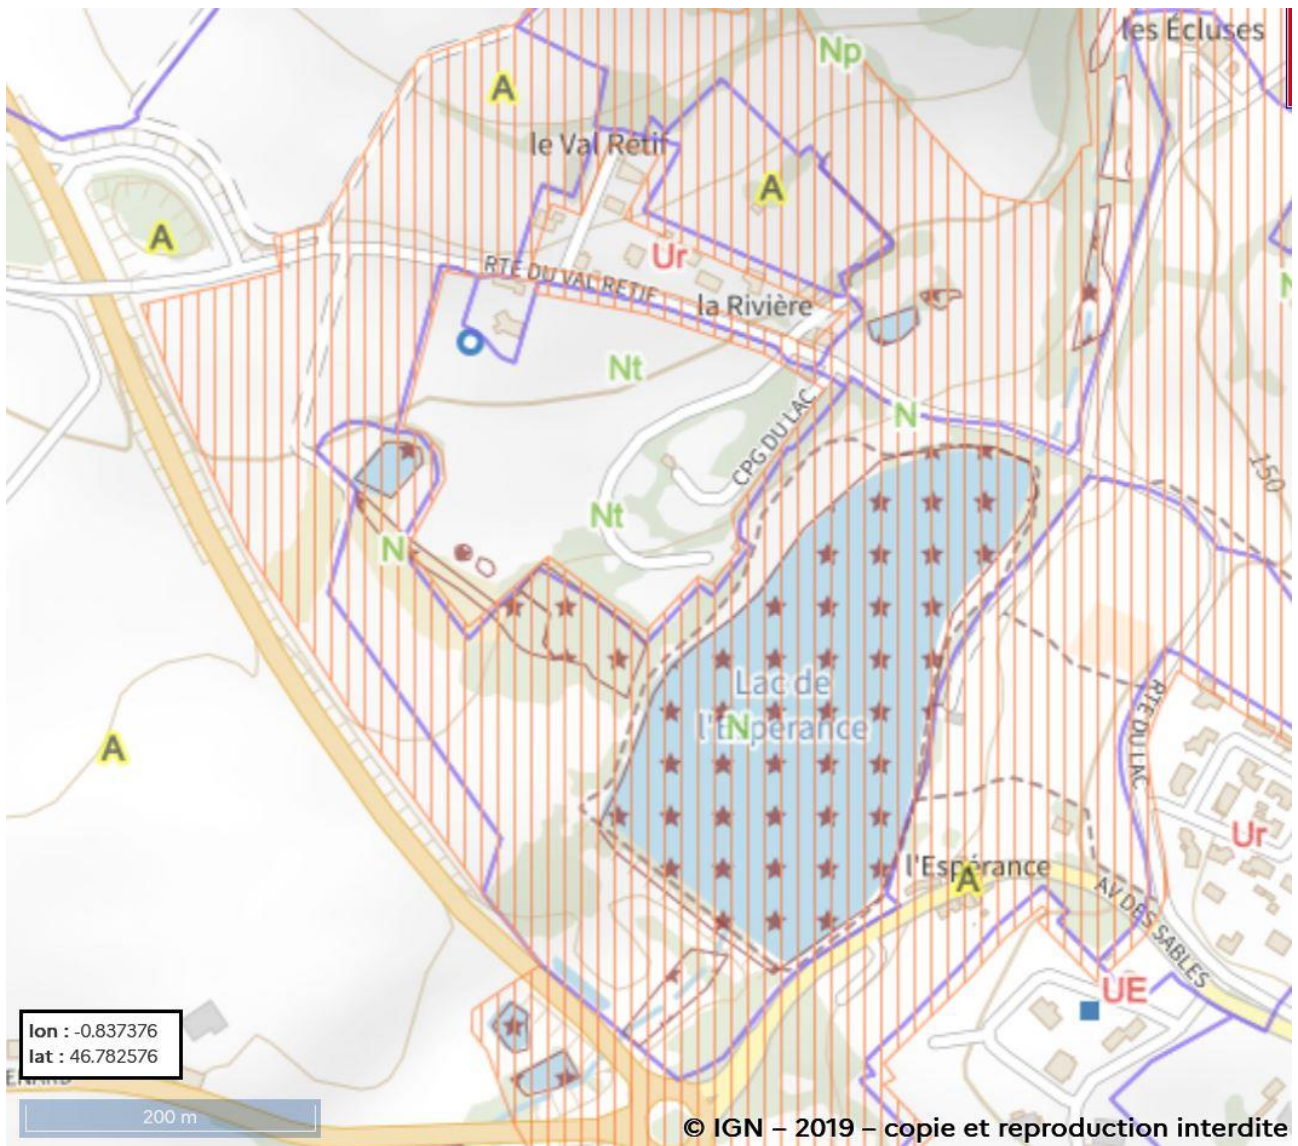 les Écluses
Np
A
le Val Rétif
A
A
Ur
RTE DU VAL RETIF
la Rivière
Nt
N
CPG DU LAC
150
Nt
N
Lac de
l'Espérance
N
RTE DU LAC
A
Ur
l'Espérance
A
AV DES SABLES
UE
lon : -0.837376
lat : 46.782576
200 m
© IGN – 2019 – copie et reproduction interdite